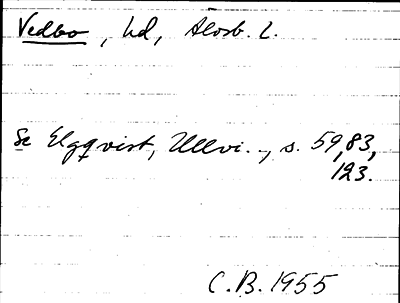 Vedbo, hd, Älvsb. l.
Se Elgqvist, Ullvi.., s. 59, 83,
123.
C.B. 1955